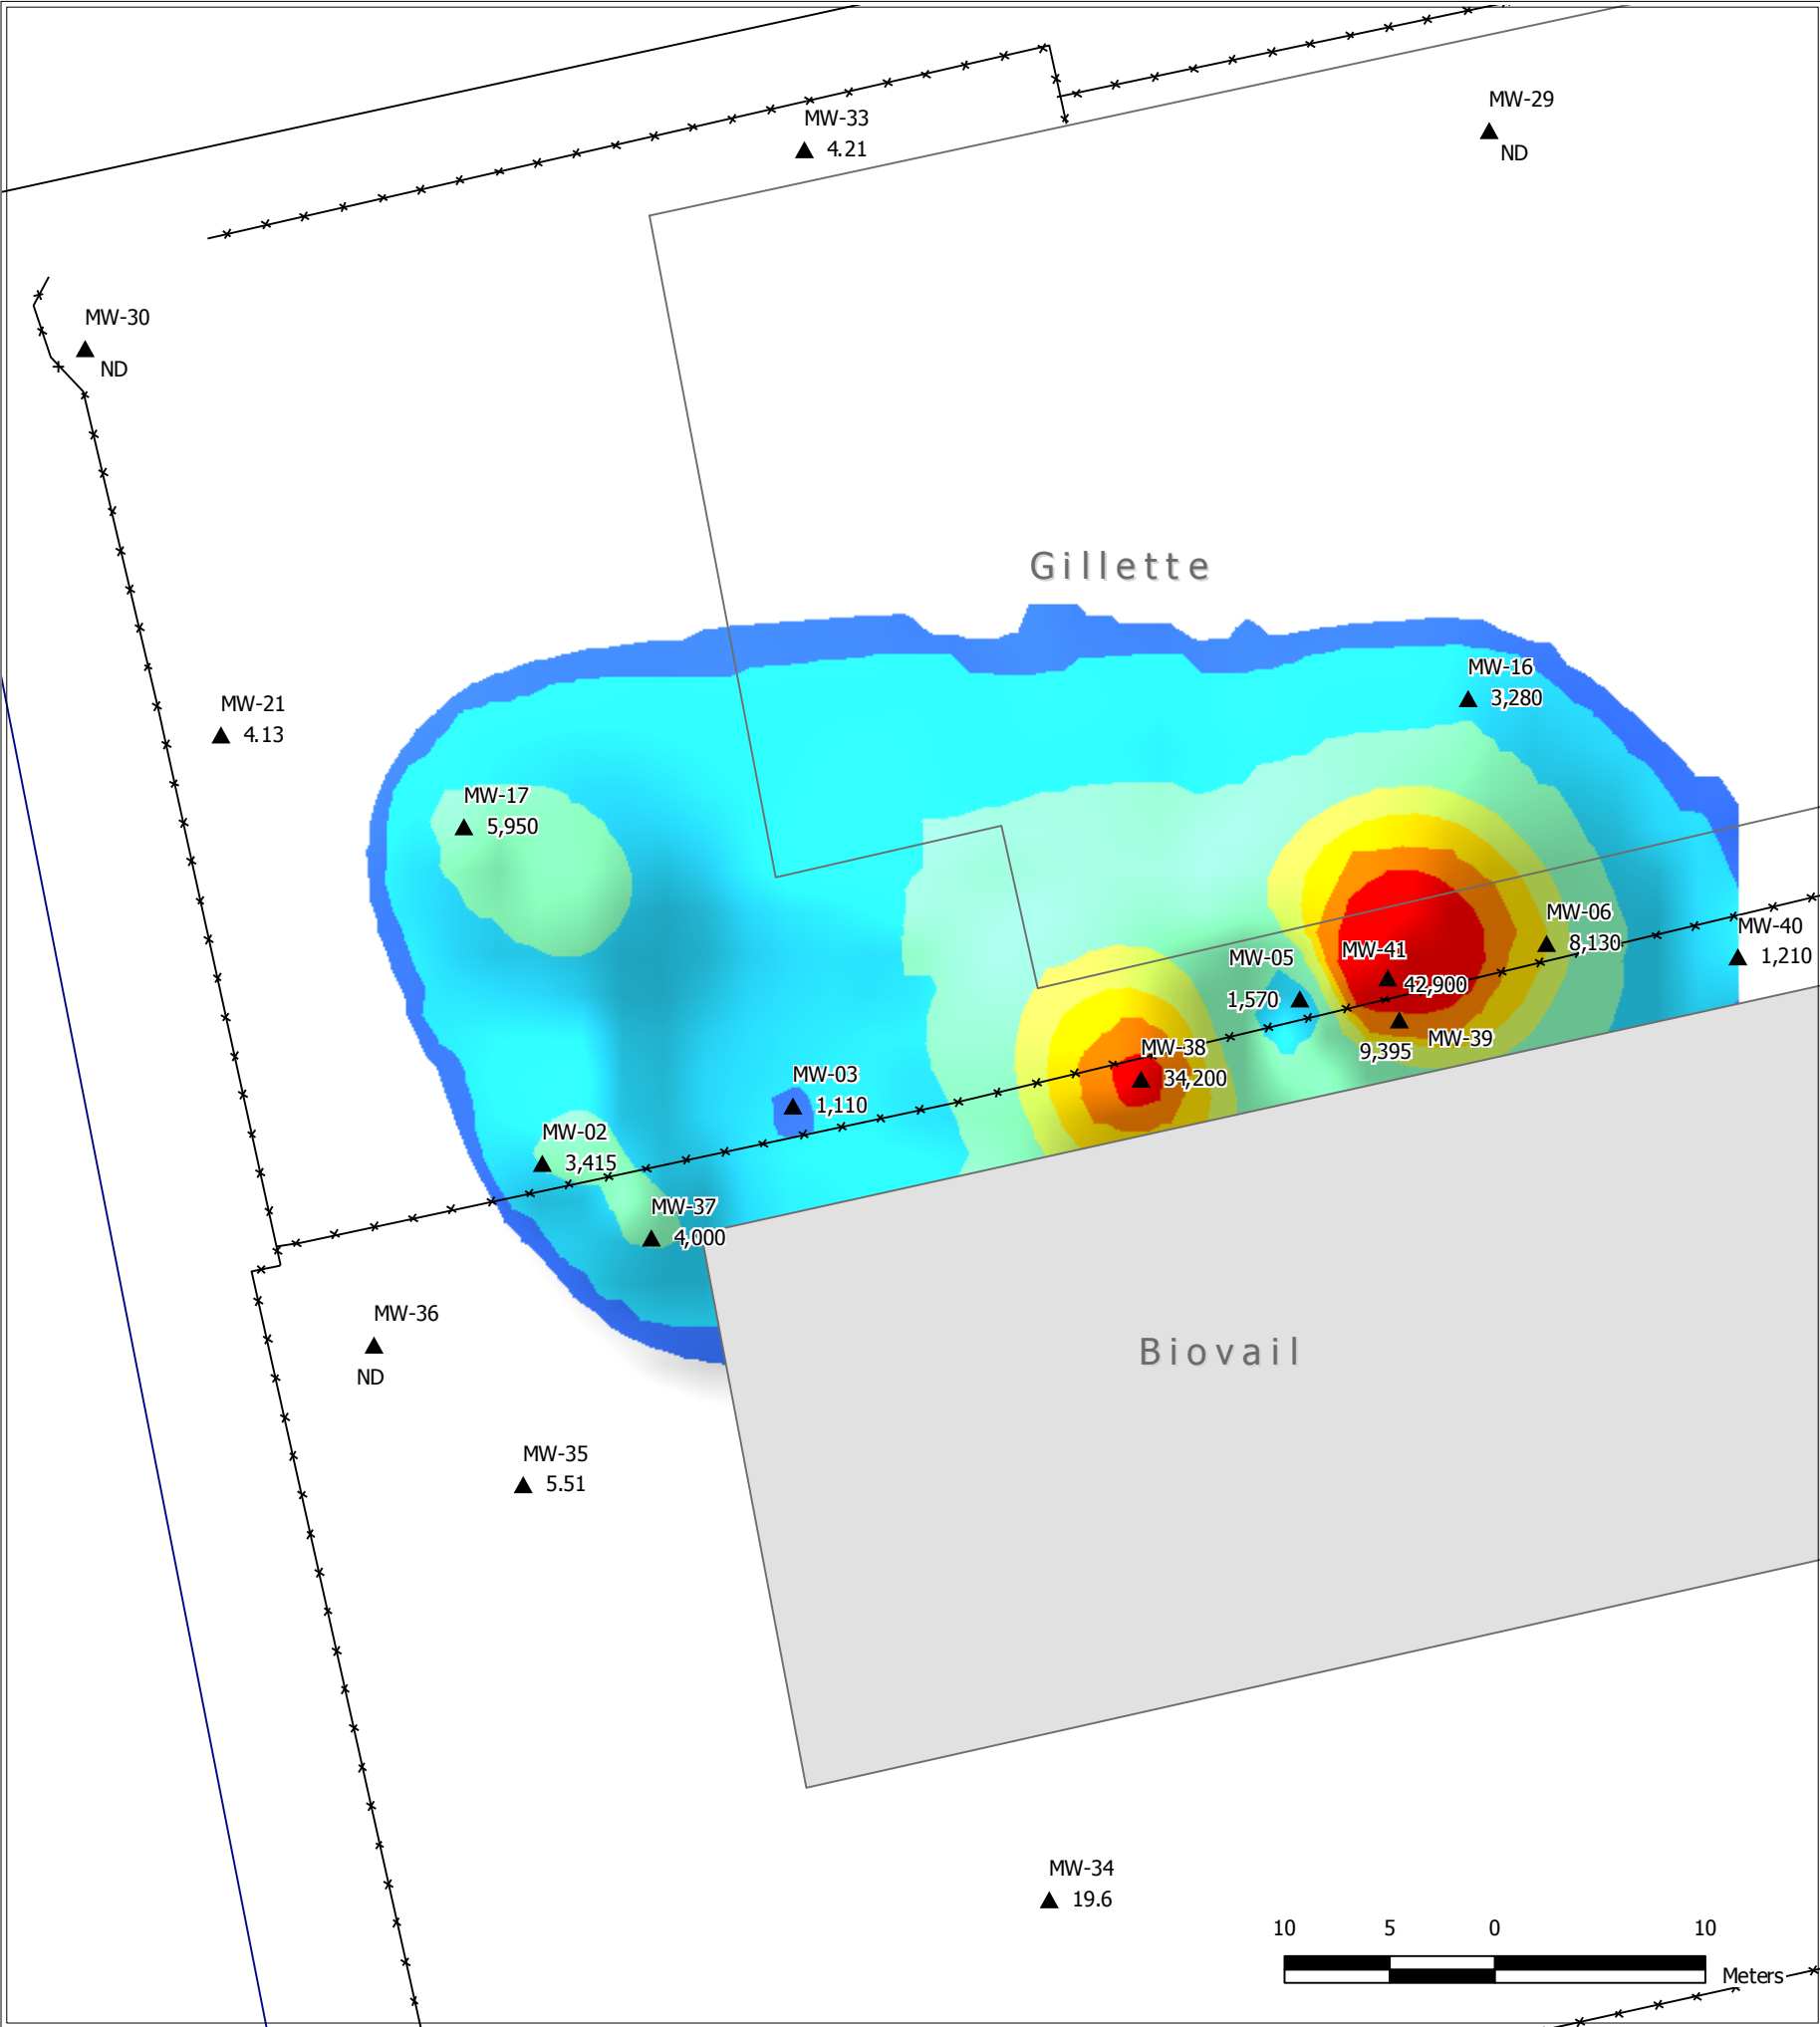 MW-29
ND
MW-33
4.21
MW-30
ND
Gillette
MW-16
3,280
MW-21
4.13
MW-17
5,950
MW-06
8,130
MW-40
1,210
MW-41
42,900
MW-05
1,570
MW-39
9,395
MW-38
34,200
MW-03
1,110
MW-02
3,415
MW-37
4,000
MW-36
ND
Biovail
MW-35
5.51
MW-34
19.6
10 5 0 10
Meters